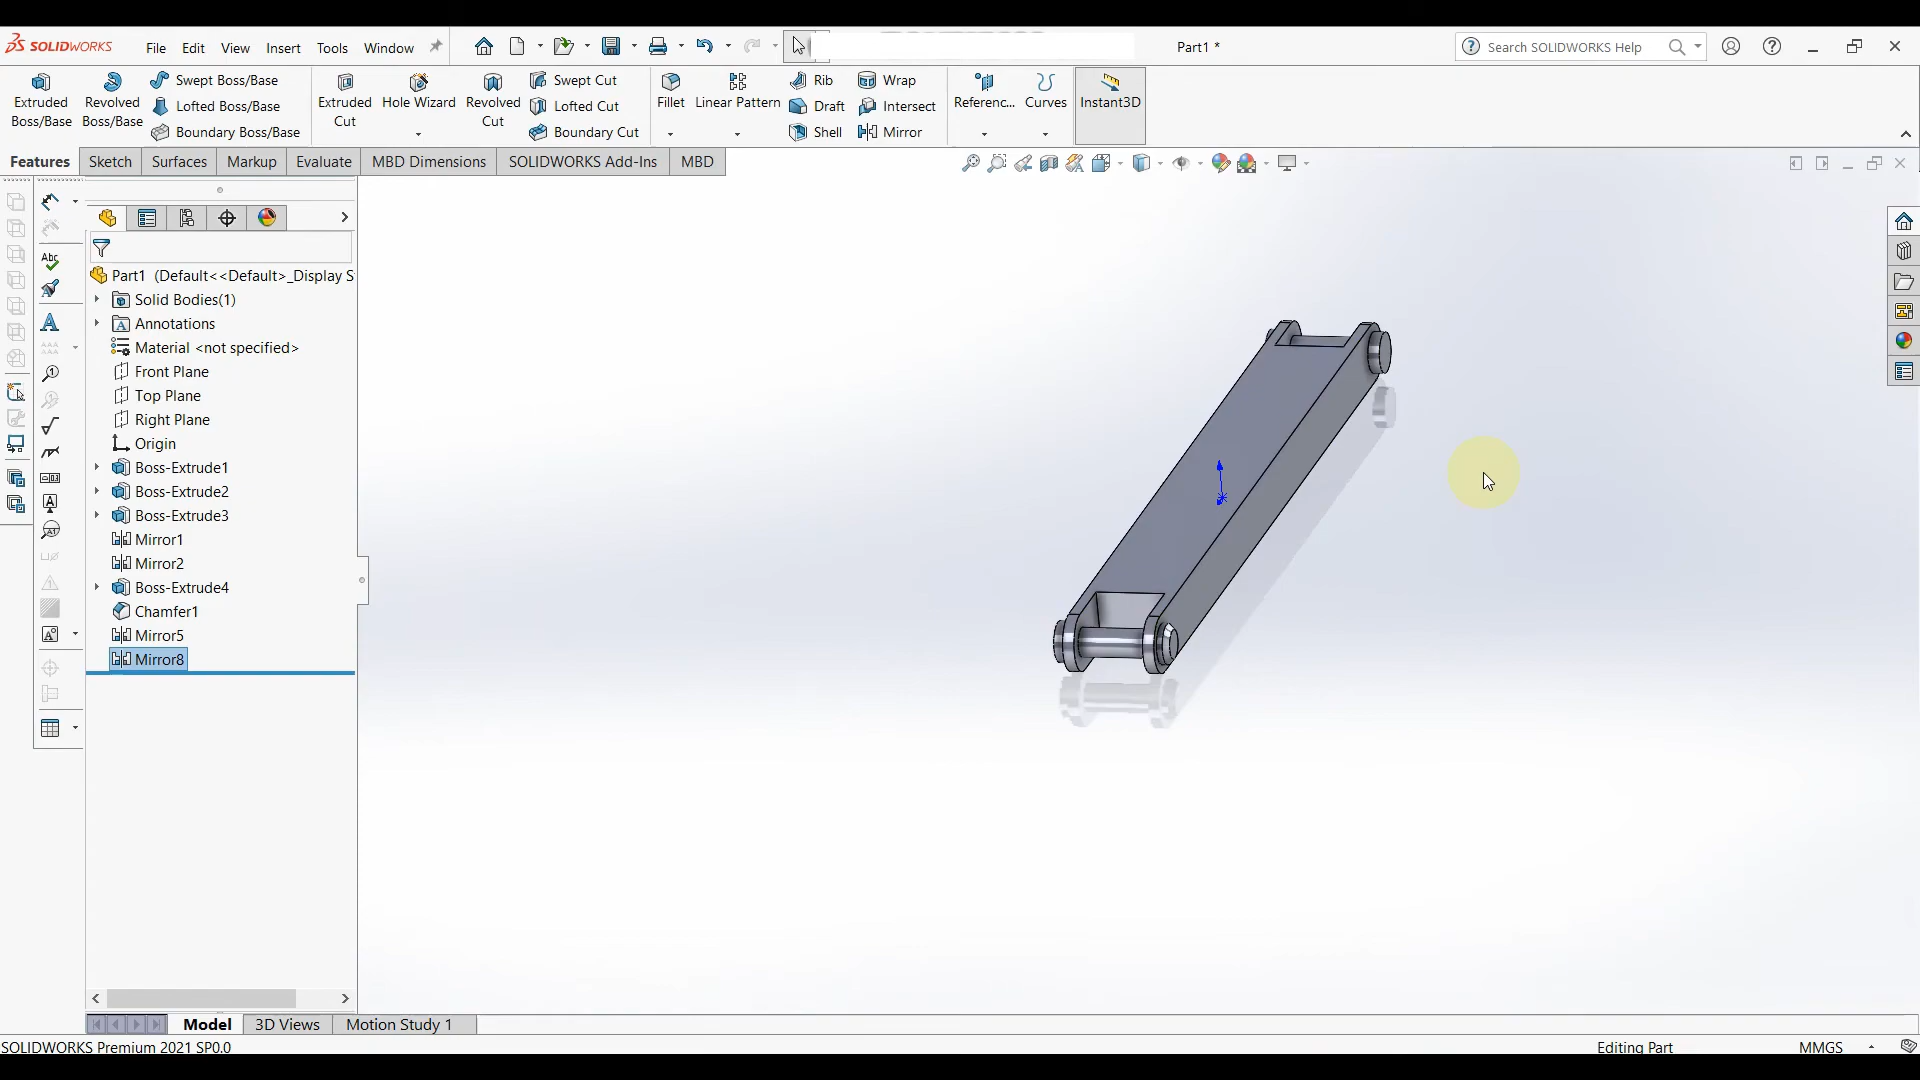 SOLIDWORKS File Edit View Insert Tools Window Part1 * Search SOLIDWORKS Help
Extruded Boss/Base
Revolved Boss/Base
Swept Boss/Base
Lofted Boss/Base
Boundary Boss/Base
Extruded Cut
Hole Wizard
Revolved Cut
Swept Cut
Lofted Cut
Boundary Cut
Fillet
Linear Pattern
Rib
Draft
Shell
Wrap
Intersect
Mirror
Referenc...
Curves
Instant3D
Features Sketch Surfaces Markup Evaluate MBD Dimensions SOLIDWORKS Add-Ins MBD
Part1 (Default<<Default>_Display S
Solid Bodies(1)
Annotations
Material <not specified>
Front Plane
Top Plane
Right Plane
Origin
Boss-Extrude1
Boss-Extrude2
Boss-Extrude3
Mirror1
Mirror2
Boss-Extrude4
Chamfer1
Mirror5
Mirror8
Model 3D Views Motion Study 1
SOLIDWORKS Premium 2021 SP0.0 Editing Part MMGS